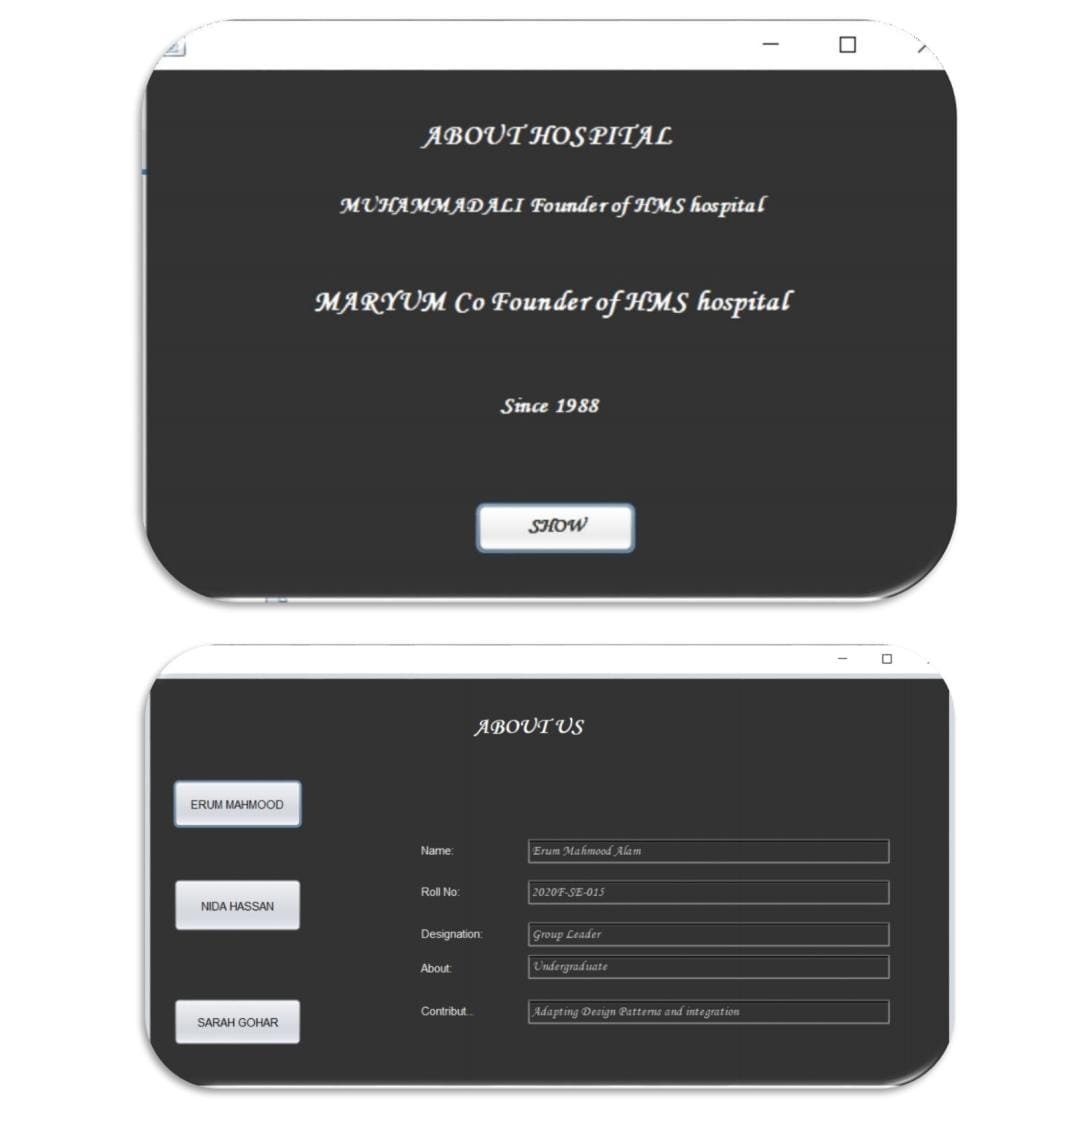 ABOUT HOSPITAL
MUHAMMAD ALI Founder of HMS hospital
MARYUM Co Founder of HMS hospital
Since 1988
SHOW
ABOUT US
ERUM MAHMOOD
Name: Erum Mahmood Alam
Roll No: 2020F-SE-015
NIDA HASSAN
Designation: Group Leader
About: Undergraduate
Contribut... Adapting Design Patterns and integration
SARAH GOHAR